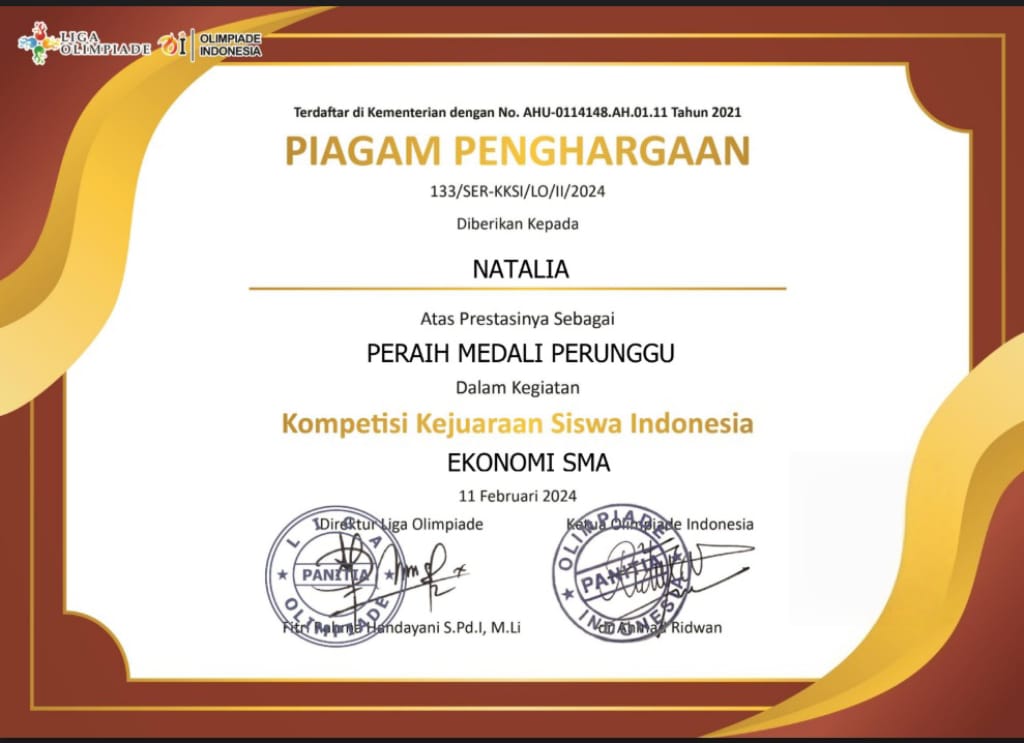 LIGA
OLIMPIADE
OI
OLIMPIADE
INDONESIA
Terdaftar di Kementerian dengan No. AHU-0114148.AH.01.11 Tahun 2021
PIAGAM PENGHARGAAN
133/SER-KKSI/LO/II/2024
Diberikan Kepada
NATALIA
Atas Prestasinya Sebagai
PERAIH MEDALI PERUNGGU
Dalam Kegiatan
Kompetisi Kejuaraan Siswa Indonesia
EKONOMI SMA
11 Februari 2024
Direktur Liga Olimpiade
LIGA
PANITIA
OLIMPIADE
Fitri Rahma Handayani S.Pd.I, M.Li
Ketua Olimpiade Indonesia
OLIMPIADE
PANITIA
INDONESIA
Ahmad Ridwan